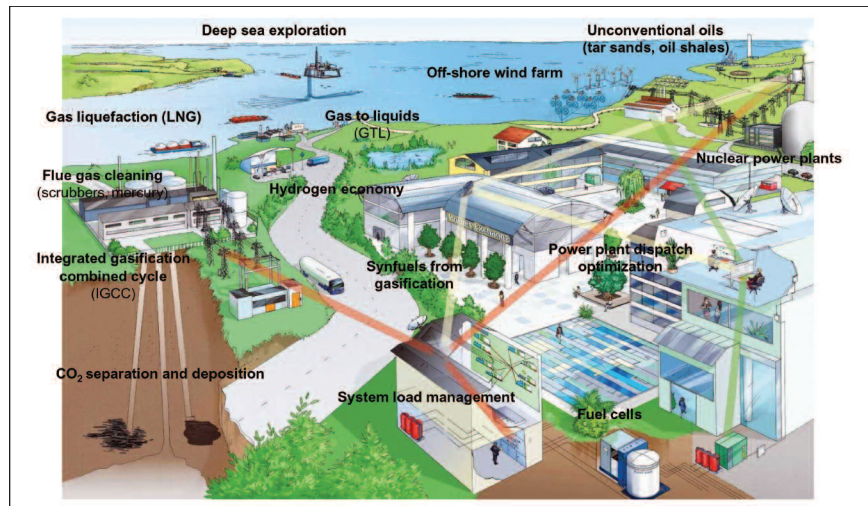 Deep sea exploration
Unconventional oils
(tar sands, oil shales)
Off-shore wind farm
Gas liquefaction (LNG)
Gas to liquids
(GTL)
Nuclear power plants
Flue gas cleaning
(scrubbers, mercury)
Hydrogen economy
Integrated gasification
combined cycle
(IGCC)
Synfuels from
gasification
Power plant dispatch
optimization
CO₂ separation and deposition
System load management
Fuel cells